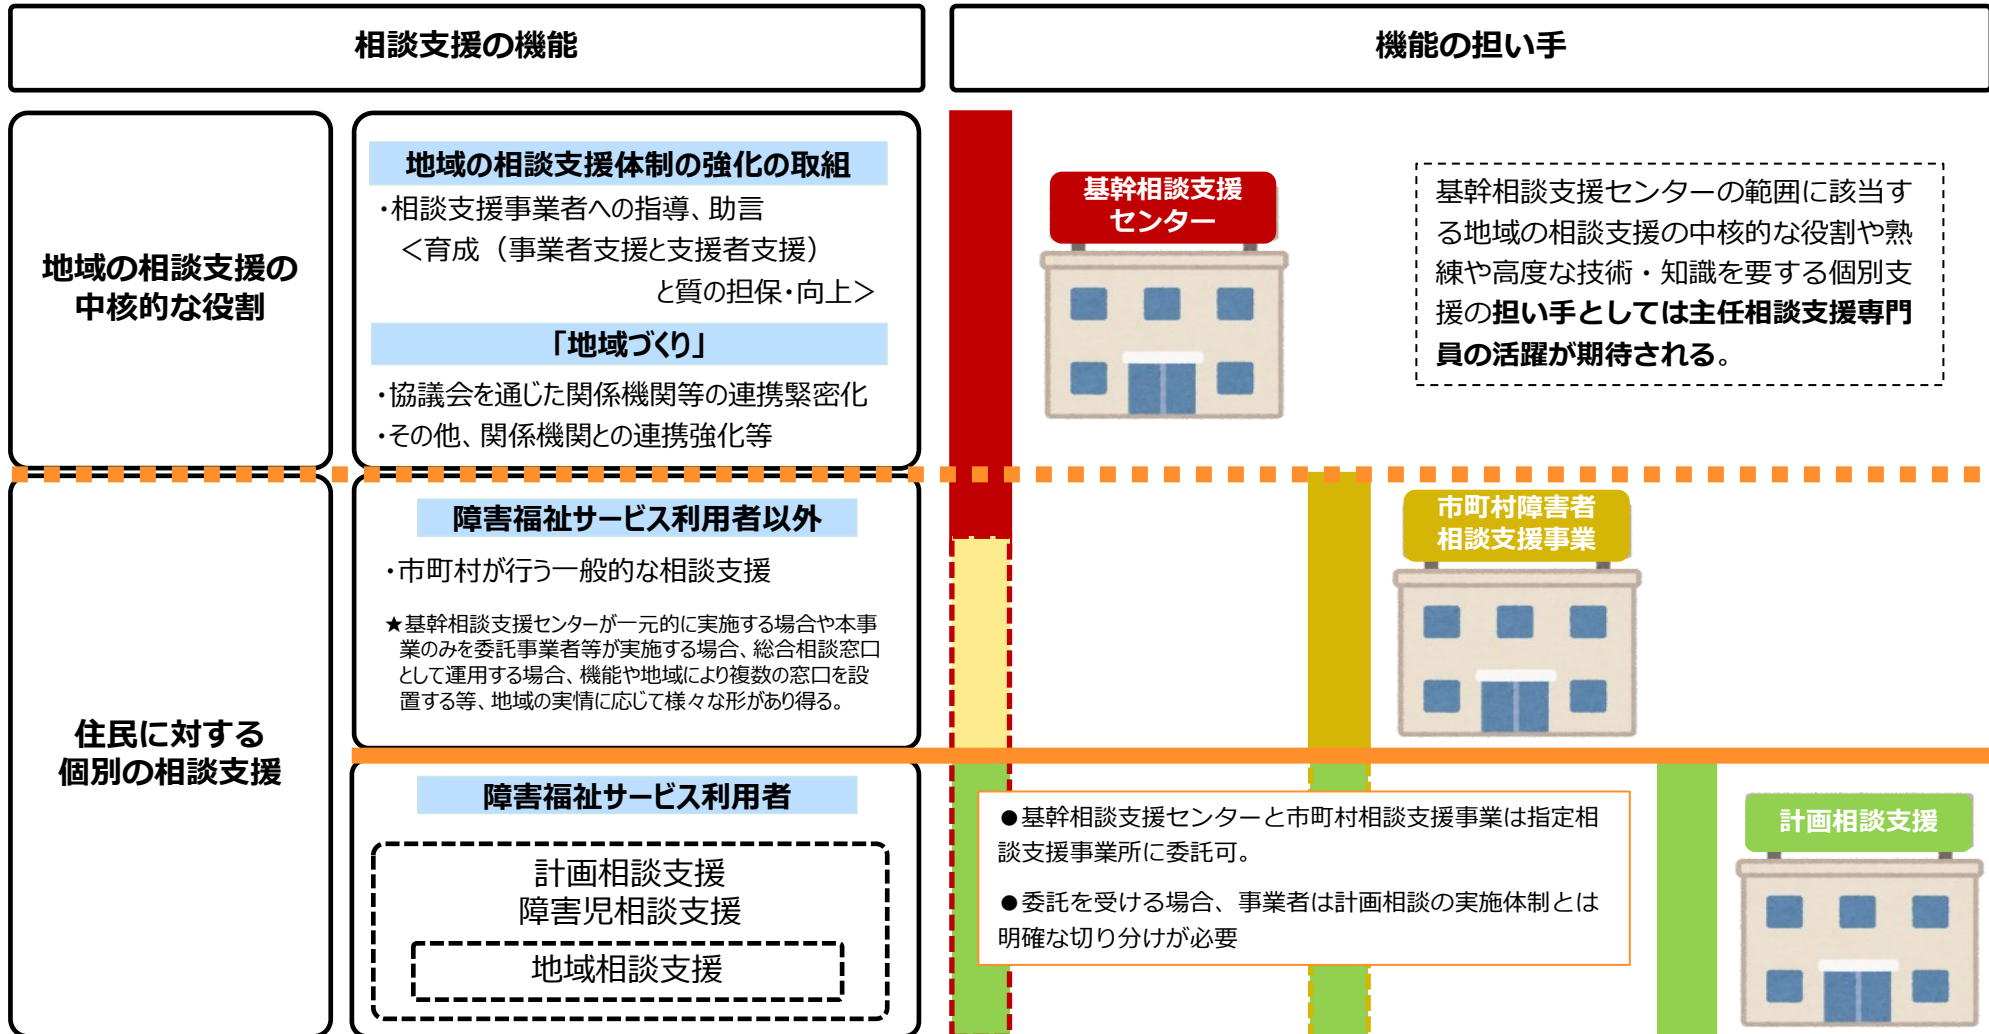 相談支援の機能
機能の担い手
地域の相談支援の
中核的な役割
地域の相談支援体制の強化の取組
・相談支援事業者への指導、助言
＜育成（事業者支援と支援者支援）
と質の担保・向上＞
「地域づくり」
・協議会を通じた関係機関等の連携緊密化
・その他、関係機関との連携強化等
基幹相談支援
センター
基幹相談支援センターの範囲に該当す
る地域の相談支援の中核的な役割や熟
練や高度な技術・知識を要する個別支
援の担い手としては主任相談支援専門
員の活躍が期待される。
住民に対する
個別の相談支援
障害福祉サービス利用者以外
・市町村が行う一般的な相談支援
★基幹相談支援センターが一元的に実施する場合や本事
業のみを委託事業者等が実施する場合、総合相談窓口
として運用する場合、機能や地域により複数の窓口を設
置する等、地域の実情に応じて様々な形があり得る。
市町村障害者
相談支援事業
障害福祉サービス利用者
計画相談支援
障害児相談支援
地域相談支援
●基幹相談支援センターと市町村相談支援事業は指定相
談支援事業所に委託可。
●委託を受ける場合、事業者は計画相談の実施体制とは
明確な切り分けが必要
計画相談支援